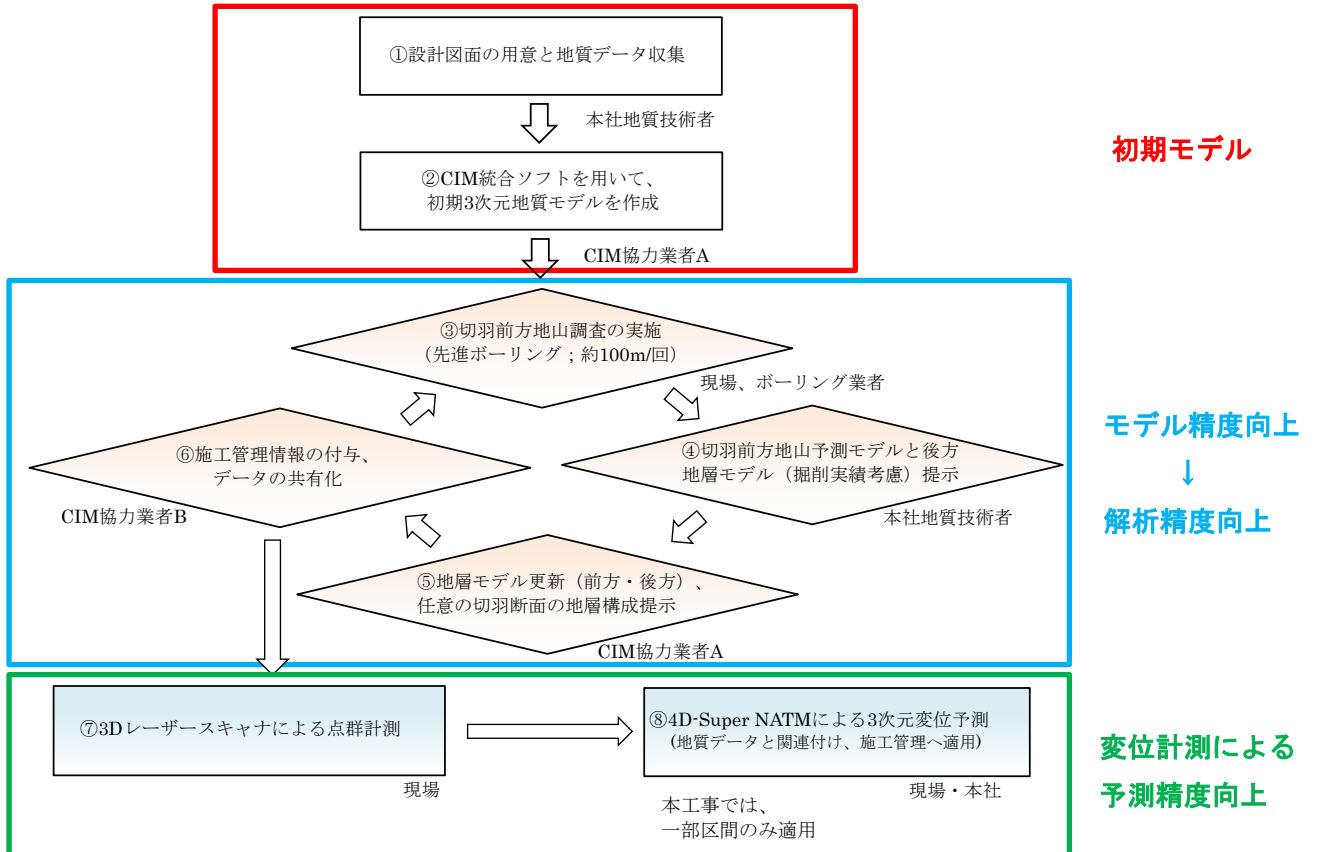 ①設計図面の用意と地質データ収集
本社地質技術者
②CIM統合ソフトを用いて、
初期3次元地質モデルを作成
CIM協力業者A
初期モデル
③切羽前方地山調査の実施
（先進ボーリング；約100m/回）
現場、ボーリング業者
④切羽前方地山予測モデルと後方
地層モデル（掘削実績考慮）提示
本社地質技術者
⑤地層モデル更新（前方・後方）、
任意の切羽断面の地層構成提示
CIM協力業者A
⑥施工管理情報の付与、
データの共有化
CIM協力業者B
モデル精度向上
↓
解析精度向上
⑦3Dレーザースキャナによる点群計測
現場
⑧4D-Super NATMによる3次元変位予測
(地質データと関連付け、施工管理へ適用)
現場・本社
本工事では、
一部区間のみ適用
変位計測による
予測精度向上